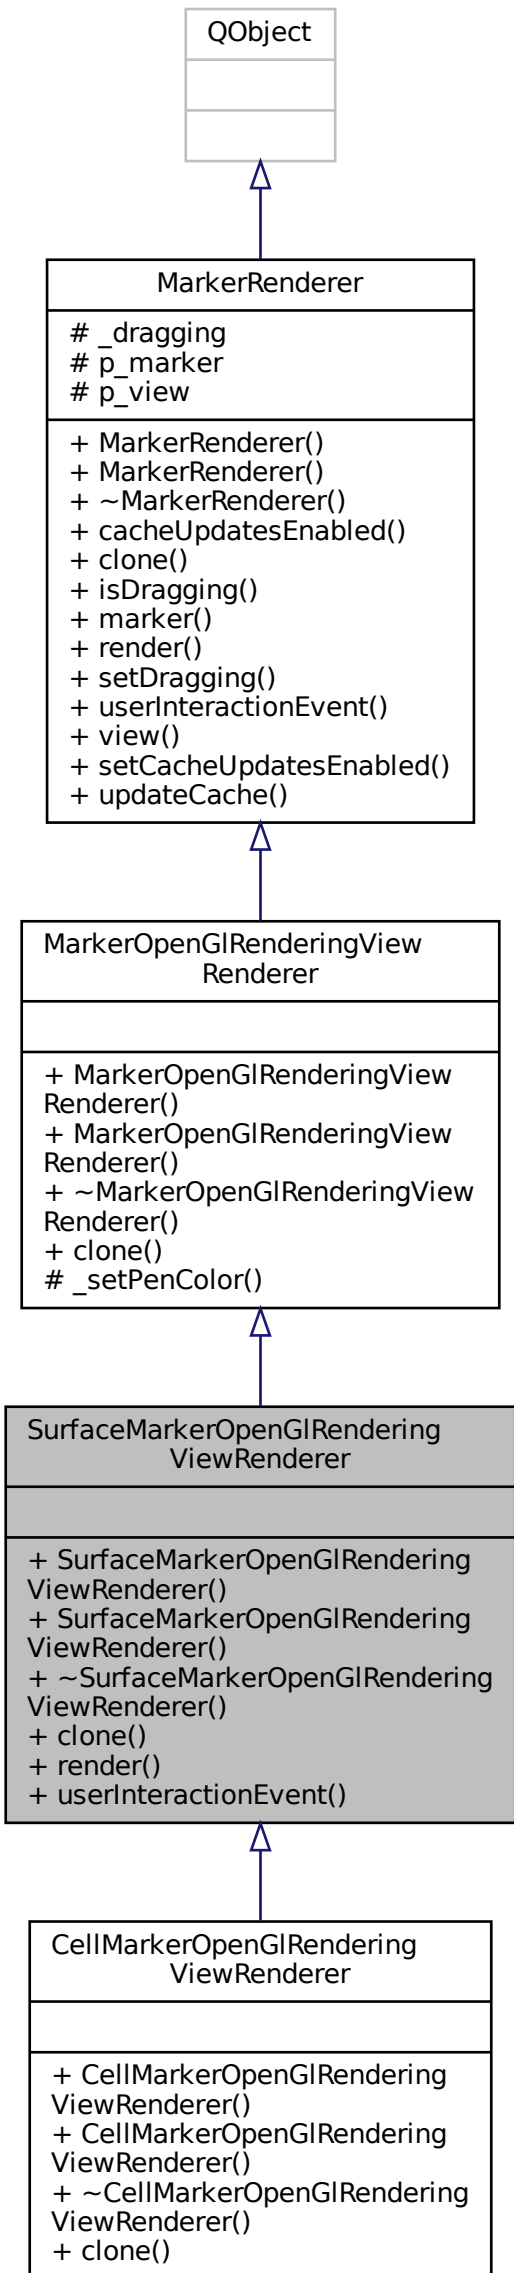 QObject
MarkerRenderer
# _dragging
# p_marker
# p_view
+ MarkerRenderer()
+ MarkerRenderer()
+ ~MarkerRenderer()
+ cacheUpdatesEnabled()
+ clone()
+ isDragging()
+ marker()
+ render()
+ setDragging()
+ userInteractionEvent()
+ view()
+ setCacheUpdatesEnabled()
+ updateCache()
MarkerOpenGlRenderingView
Renderer
+ MarkerOpenGlRenderingView
Renderer()
+ MarkerOpenGlRenderingView
Renderer()
+ ~MarkerOpenGlRenderingView
Renderer()
+ clone()
# _setPenColor()
SurfaceMarkerOpenGlRendering
ViewRenderer
+ SurfaceMarkerOpenGlRendering
ViewRenderer()
+ SurfaceMarkerOpenGlRendering
ViewRenderer()
+ ~SurfaceMarkerOpenGlRendering
ViewRenderer()
+ clone()
+ render()
+ userInteractionEvent()
CellMarkerOpenGlRendering
ViewRenderer
+ CellMarkerOpenGlRendering
ViewRenderer()
+ CellMarkerOpenGlRendering
ViewRenderer()
+ ~CellMarkerOpenGlRendering
ViewRenderer()
+ clone()